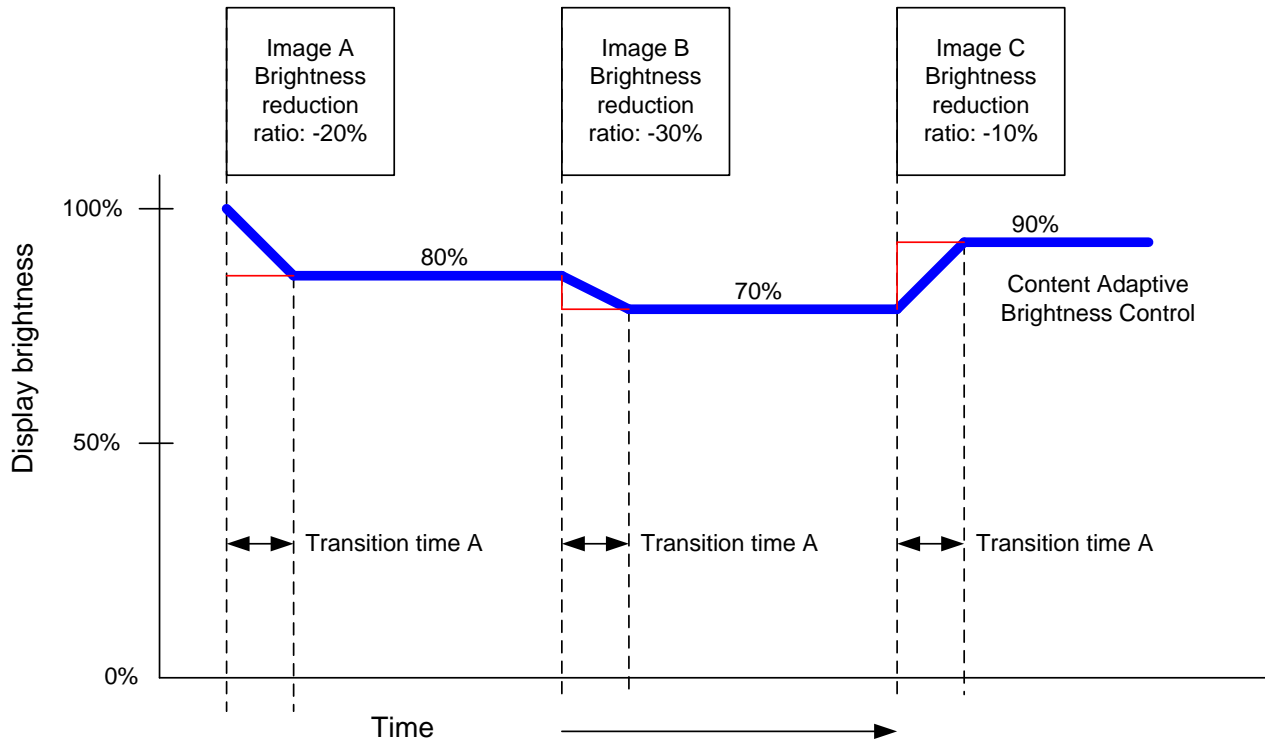 Image A
Brightness
reduction
ratio: -20%
Image B
Brightness
reduction
ratio: -30%
Image C
Brightness
reduction
ratio: -10%
100%
80%
70%
90%
Content Adaptive
Brightness Control
Display brightness
50%
Transition time A
Transition time A
Transition time A
0%
Time